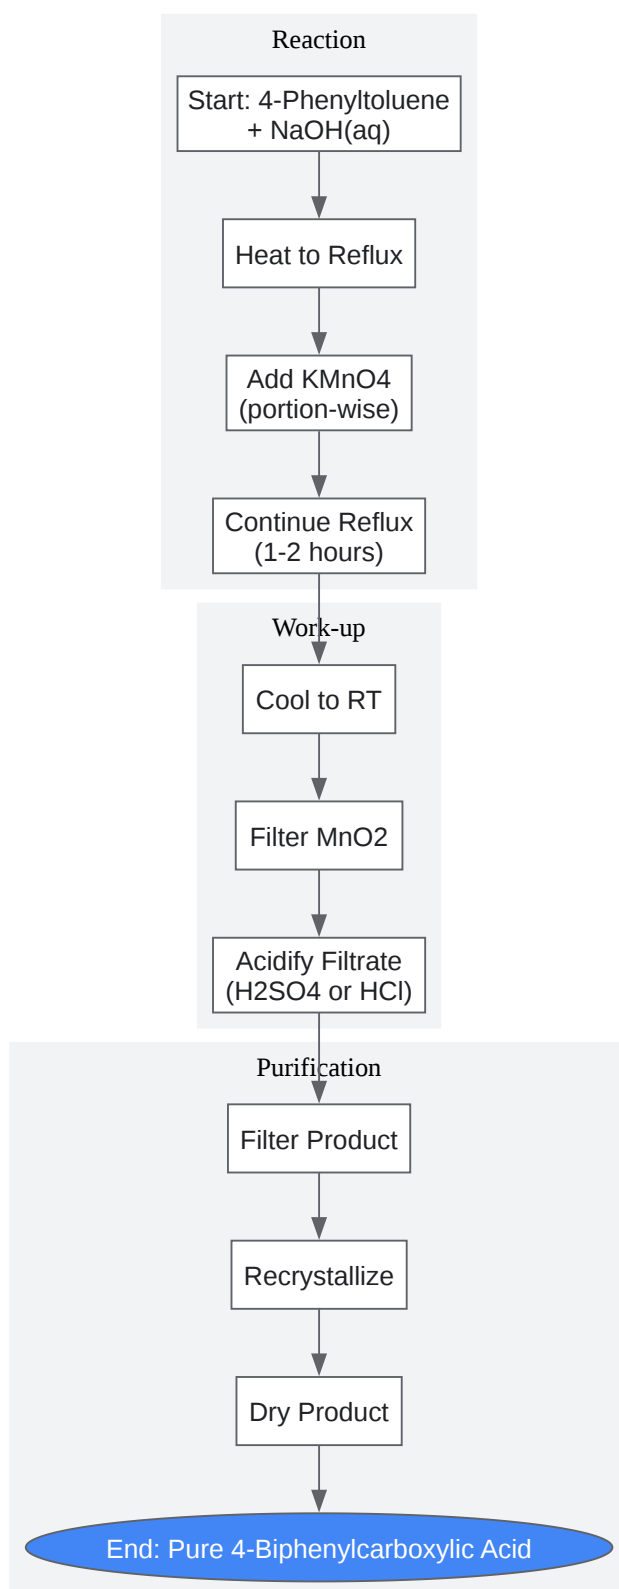 Reaction
Start: 4-Phenyltoluene
+ NaOH(aq)
Heat to Reflux
Add KMnO4
(portion-wise)
Continue Reflux
(1-2 hours)
Work-up
Cool to RT
Filter MnO2
Acidify Filtrate
(H2SO4 or HCl)
Purification
Filter Product
Recrystallize
Dry Product
End: Pure 4-Biphenylcarboxylic Acid